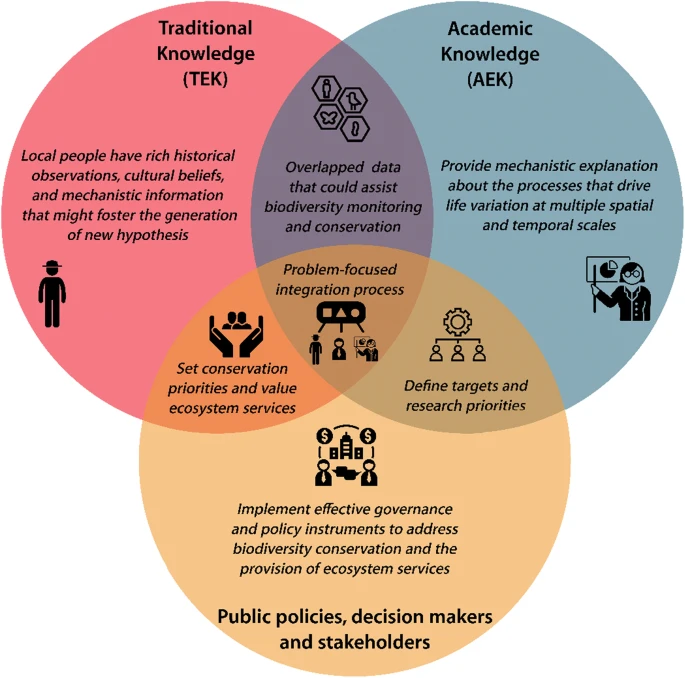 Traditional
Knowledge
(TEK)
Academic
Knowledge
(AEK)
Local people have rich historical
observations, cultural beliefs,
and mechanistic information
that might foster the generation
of new hypothesis
Overlapped data
that could assist
biodiversity monitoring
and conservation
Provide mechanistic explanation
about the processes that drive
life variation at multiple spatial
and temporal scales
Problem-focused
integration process
Set conservation
priorities and value
ecosystem services
Define targets and
research priorities
$ $
Implement effective governance
and policy instruments to address
biodiversity conservation and the
provision of ecosystem services
Public policies, decision makers
and stakeholders